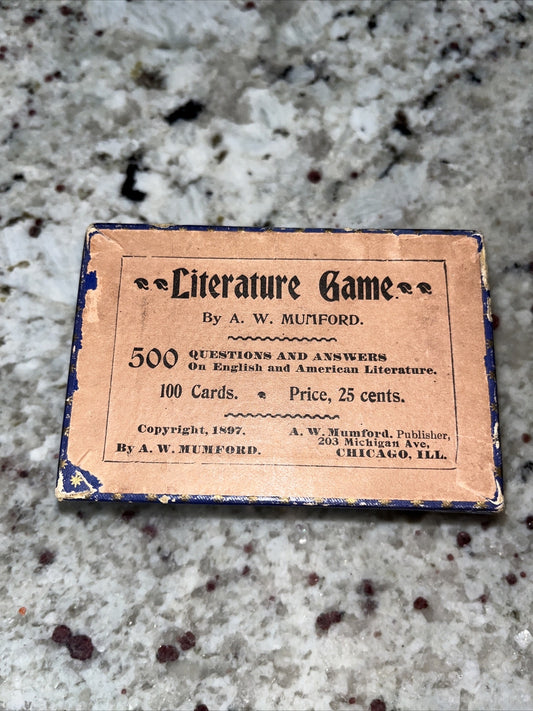 Literature Game.
By A. W. MUMFORD.
500 QUESTIONS AND ANSWERS
On English and American Literature.
100 Cards. Price, 25 cents.
Copyright, 1897.
By A. W. MUMFORD.
A. W. Mumford, Publisher,
203 Michigan Ave,
CHICAGO, ILL.